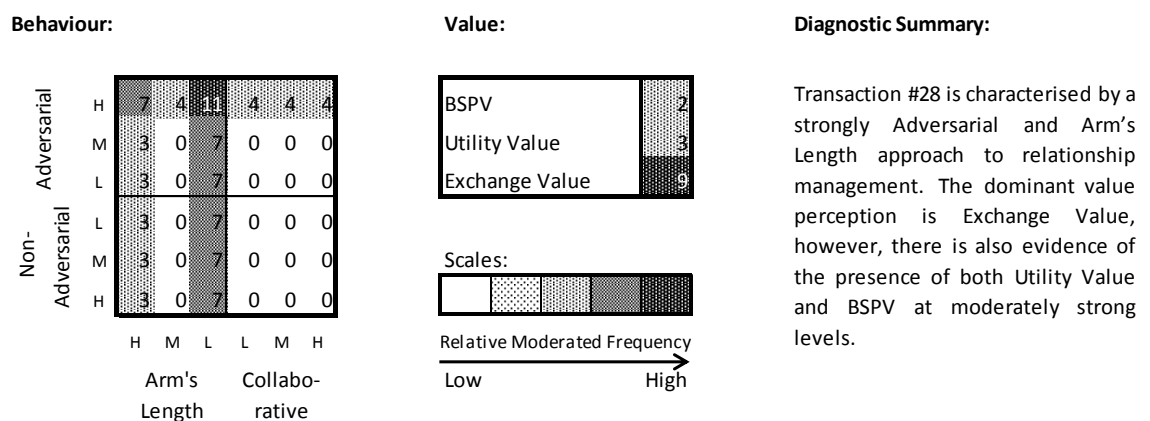 Behaviour:
Value:
Diagnostic Summary:
Adversarial
Non-
Adversarial
H 7 4 11 4 4 4
M 3 0 7 0 0 0
L 3 0 7 0 0 0
L 3 0 7 0 0 0
M 3 0 7 0 0 0
H 3 0 7 0 0 0
H M L L M H
Arm's
Length
Collabo-
rative
BSPV 2
Utility Value 3
Exchange Value 9
Scales:
Relative Moderated Frequency
Low High
Transaction #28 is characterised by a
strongly Adversarial and Arm’s
Length approach to relationship
management. The dominant value
perception is Exchange Value,
however, there is also evidence of
the presence of both Utility Value
and BSPV at moderately strong
levels.